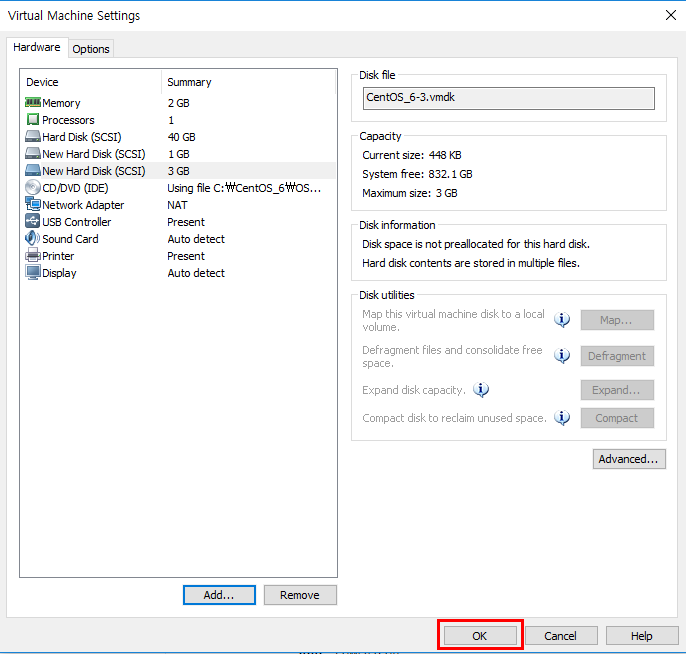 Virtual Machine Settings
Hardware Options
Device Summary
Memory 2 GB
Processors 1
Hard Disk (SCSI) 40 GB
New Hard Disk (SCSI) 1 GB
New Hard Disk (SCSI) 3 GB
CD/DVD (IDE) Using file C:₩CentOS_6₩OS...
Network Adapter NAT
USB Controller Present
Sound Card Auto detect
Printer Present
Display Auto detect
Add... Remove
Disk file
CentOS_6-3.vmdk
Capacity
Current size: 448 KB
System free: 832.1 GB
Maximum size: 3 GB
Disk information
Disk space is not preallocated for this hard disk.
Hard disk contents are stored in multiple files.
Disk utilities
Map this virtual machine disk to a local
volume.
Map...
Defragment files and consolidate free
space.
Defragment
Expand disk capacity. Expand...
Compact disk to reclaim unused space. Compact
Advanced...
OK Cancel Help